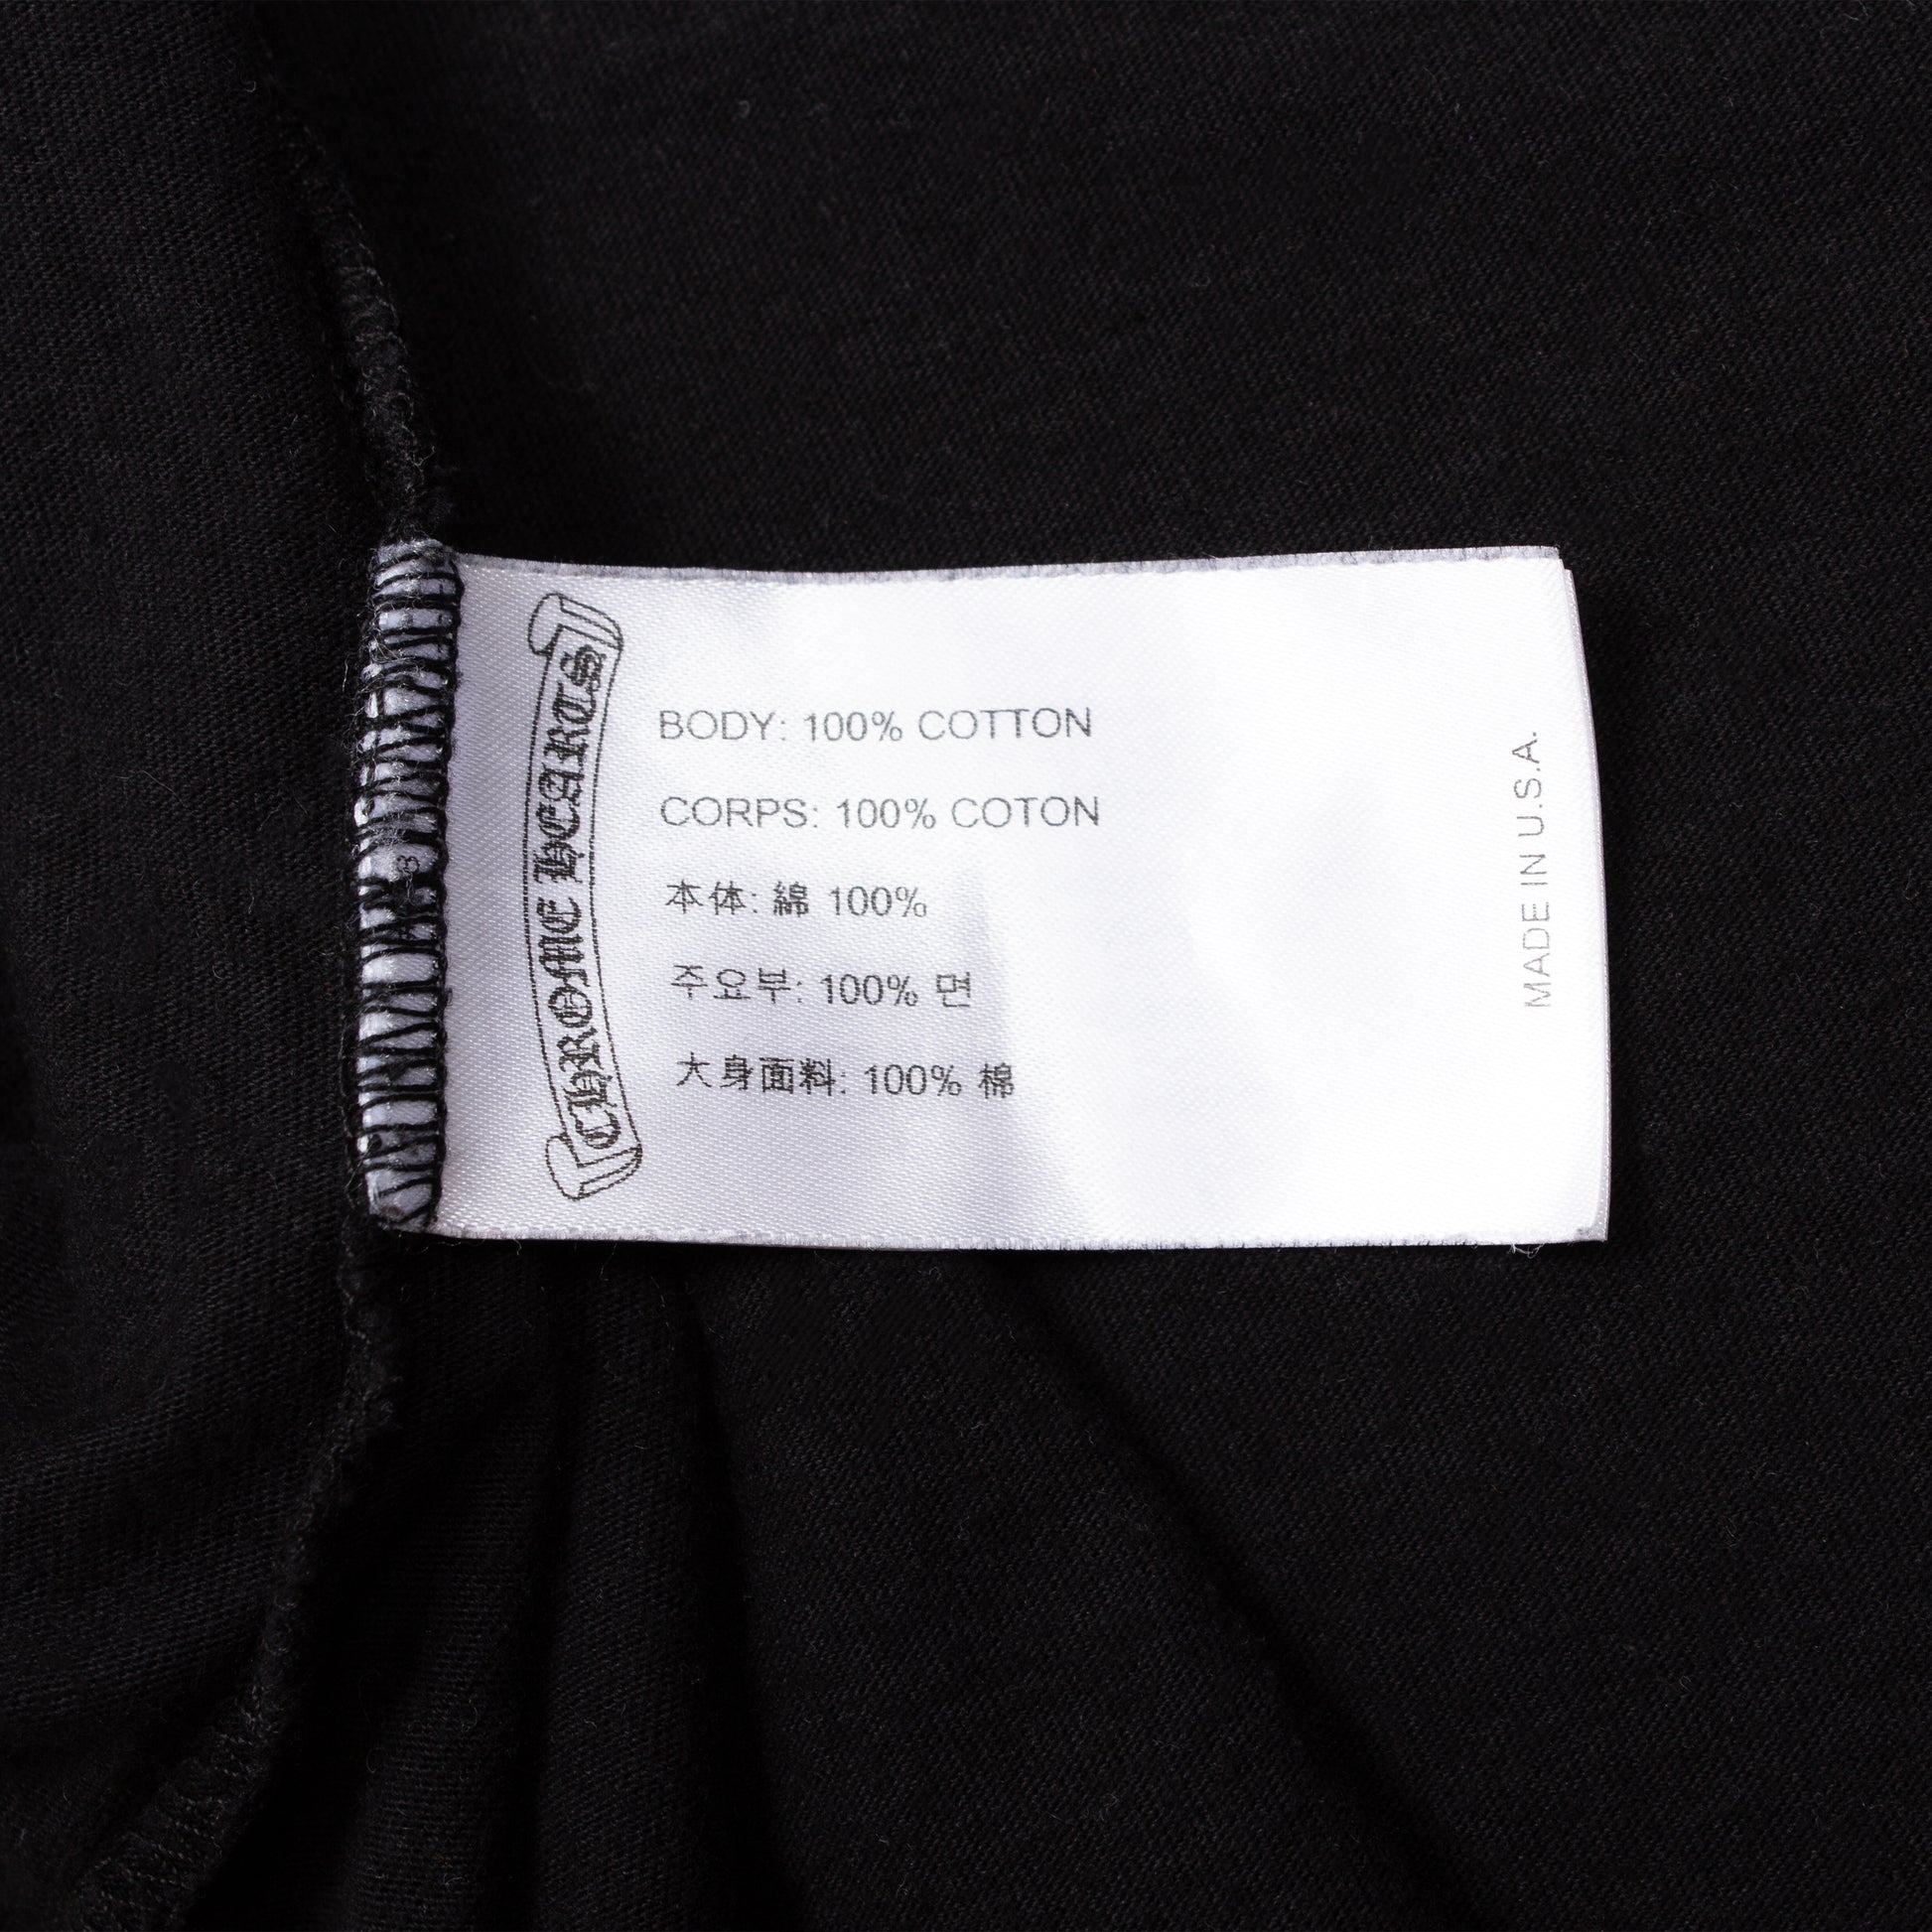 CHROME HEARTS
BODY: 100% COTTON
CORPS: 100% COTON
本体: 綿 100%
주요부: 100% 면
大身面料: 100% 棉
MADE IN U.S.A.